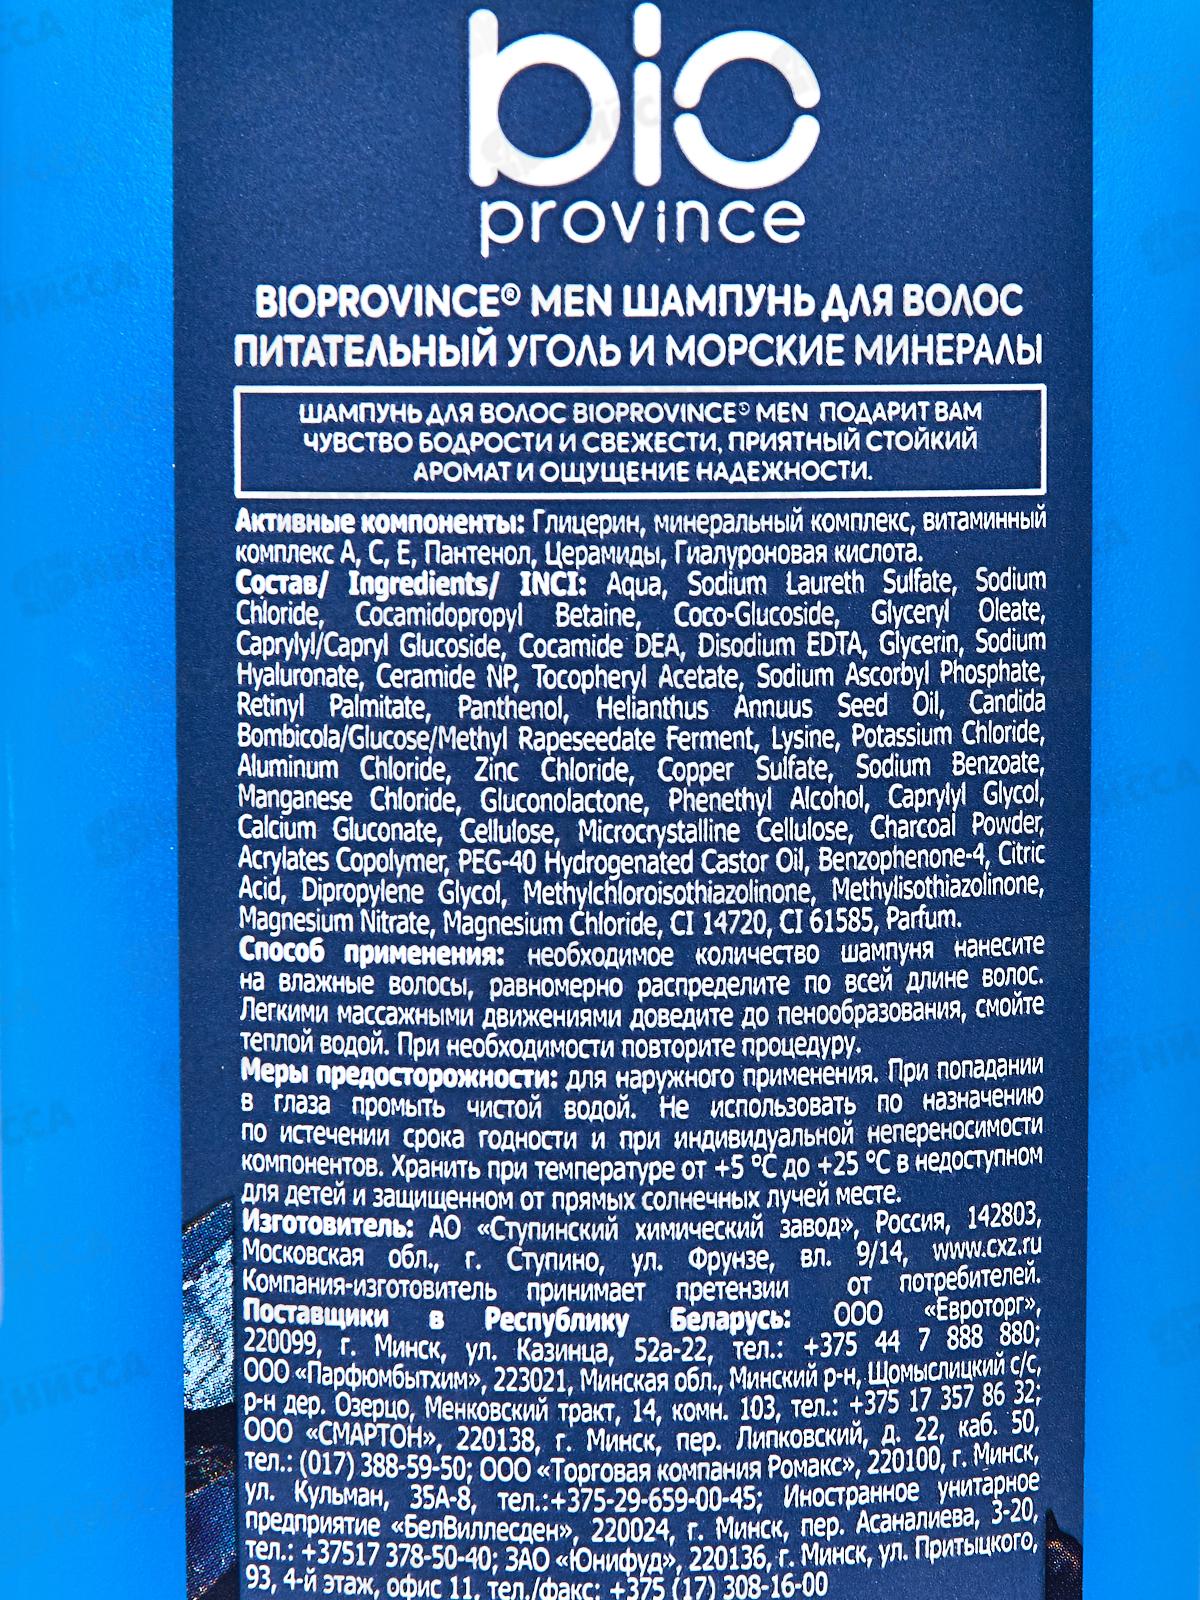 bio
province
BIOPROVINCE® MEN ШАМПУНЬ ДЛЯ ВОЛОС
ПИТАТЕЛЬНЫЙ УГОЛЬ И МОРСКИЕ МИНЕРАЛЫ
ШАМПУНЬ ДЛЯ ВОЛОС BIOPROVINCE® MEN ПОДАРИТ ВАМ
ЧУВСТВО БОДРОСТИ И СВЕЖЕСТИ, ПРИЯТНЫЙ СТОЙКИЙ
АРОМАТ И ОЩУЩЕНИЕ НАДЕЖНОСТИ.
Активные компоненты: Глицерин, минеральный комплекс, витаминный
комплекс А, С, Е, Пантенол, Церамиды, Гиалуроновая кислота.
Состав/ Ingredients/ INCI: Aqua, Sodium Laureth Sulfate, Sodium
Chloride, Cocamidopropyl Betaine, Coco-Glucoside, Glyceryl Oleate,
Caprylyl/Capryl Glucoside, Cocamide DEA, Disodium EDTA, Glycerin, Sodium
Hyaluronate, Ceramide NP, Tocopheryl Acetate, Sodium Ascorbyl Phosphate,
Retinyl Palmitate, Panthenol, Helianthus Annuus Seed Oil, Candida
Bombicola/Glucose/Methyl Rapeseedate Ferment, Lysine, Potassium Chloride,
Aluminum Chloride, Zinc Chloride, Copper Sulfate, Sodium Benzoate,
Manganese Chloride, Gluconolactone, Phenethyl Alcohol, Caprylyl Glycol,
Calcium Gluconate, Cellulose, Microcrystalline Cellulose, Charcoal Powder,
Acrylates Copolymer, PEG-40 Hydrogenated Castor Oil, Benzophenone-4, Citric
Acid, Dipropylene Glycol, Methylchloroisothiazolinone, Methylisothiazolinone,
Magnesium Nitrate, Magnesium Chloride, CI 14720, CI 61585, Parfum.
Способ применения: необходимое количество шампуня нанесите
на влажные волосы, равномерно распределите по всей длине волос.
Легкими массажными движениями доведите до пенообразования, смойте
теплой водой. При необходимости повторите процедуру.
Меры предосторожности: для наружного применения. При попадании
в глаза промыть чистой водой. Не использовать по назначению
по истечении срока годности и при индивидуальной непереносимости
компонентов. Хранить при температуре от +5 °С до +25 °С в недоступном
для детей и защищенном от прямых солнечных лучей месте.
Изготовитель: АО «Ступинский химический завод», Россия, 142803,
Московская обл., г. Ступино, ул. Фрунзе, вл. 9/14, www.cxz.ru
Компания-изготовитель принимает претензии от потребителей.
Поставщики в Республику Беларусь: ООО «Евроторг»,
220099, г. Минск, ул. Казинца, 52а-22, тел.: +375 44 7 888 880;
ООО «Парфюмбытхим», 223021, Минская обл., Минский р-н, Щомыслицкий с/с,
р-н дер. Озерцо, Менковский тракт, 14, комн. 103, тел.: +375 17 357 86 32;
ООО «СМАРТОН», 220138, г. Минск, пер. Липковский, д. 22, каб. 50,
тел.: (017) 388-59-50; ООО «Торговая компания Ромакс», 220100, г. Минск,
ул. Кульман, 35А-8, тел.:+375-29-659-00-45; Иностранное унитарное
предприятие «БелВиллесден», 220024, г. Минск, пер. Асаналиева, 3-20,
тел.: +37517 378-50-40; ЗАО «Юнифуд», 220136, г. Минск, ул. Притыцкого,
93, 4-й этаж, офис 11, тел./факс: +375 (17) 308-16-00